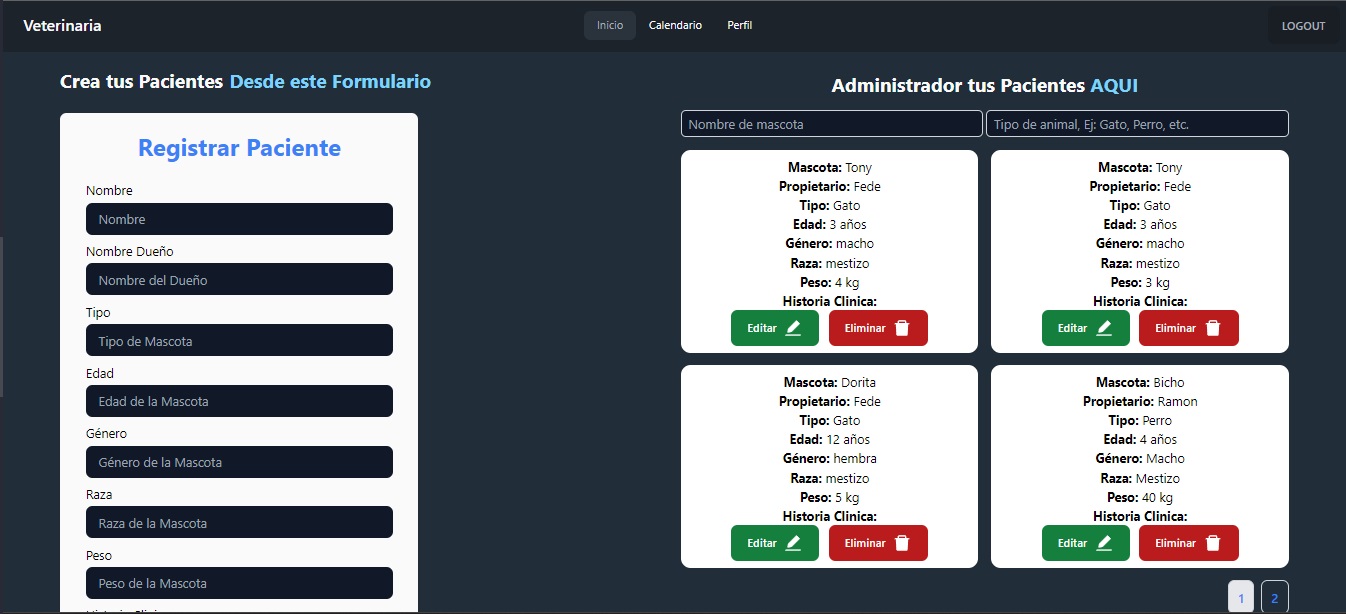 Veterinaria
Inicio
Calendario
Perfil
LOGOUT
Crea tus Pacientes Desde este Formulario
Registrar Paciente
Nombre
Nombre
Nombre Dueño
Nombre del Dueño
Tipo
Tipo de Mascota
Edad
Edad de la Mascota
Género
Género de la Mascota
Raza
Raza de la Mascota
Peso
Peso de la Mascota
Administrador tus Pacientes AQUI
Nombre de mascota
Tipo de animal, Ej: Gato, Perro, etc.
Mascota: Tony
Propietario: Fede
Tipo: Gato
Edad: 3 años
Género: macho
Raza: mestizo
Peso: 4 kg
Historia Clinica:
Editar
Eliminar
Mascota: Tony
Propietario: Fede
Tipo: Gato
Edad: 3 años
Género: macho
Raza: mestizo
Peso: 3 kg
Historia Clinica:
Editar
Eliminar
Mascota: Dorita
Propietario: Fede
Tipo: Gato
Edad: 12 años
Género: hembra
Raza: mestizo
Peso: 5 kg
Historia Clinica:
Editar
Eliminar
Mascota: Bicho
Propietario: Ramon
Tipo: Perro
Edad: 4 años
Género: Macho
Raza: Mestizo
Peso: 40 kg
Historia Clinica:
Editar
Eliminar
1
2